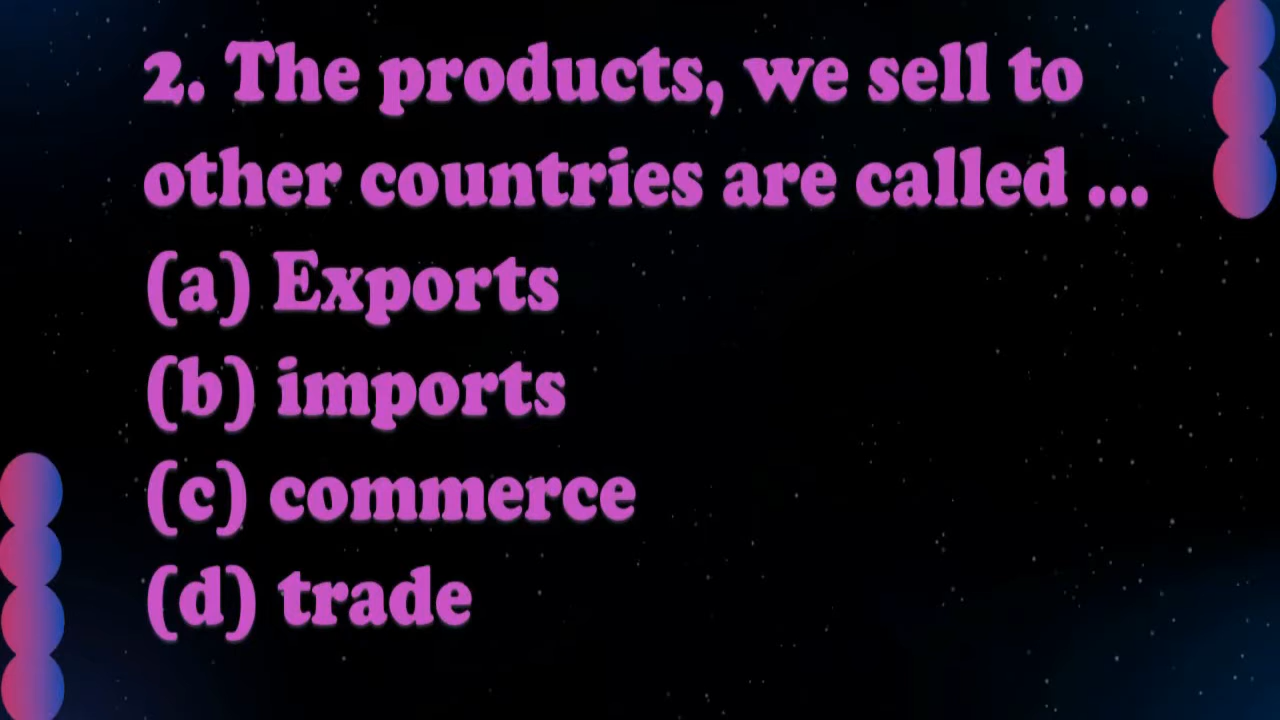 2. The products, we sell to
other countries are called ...
(a) Exports
(b) imports
(c) commerce
(d) trade